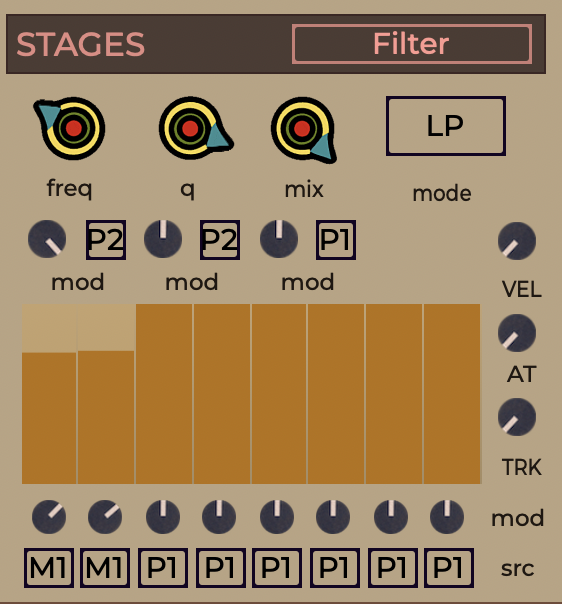 STAGES Filter
LP
freq q mix mode
P2 P2 P1
mod mod mod
VEL
AT
TRK
mod
M1 M1 P1 P1 P1 P1 P1 P1 src